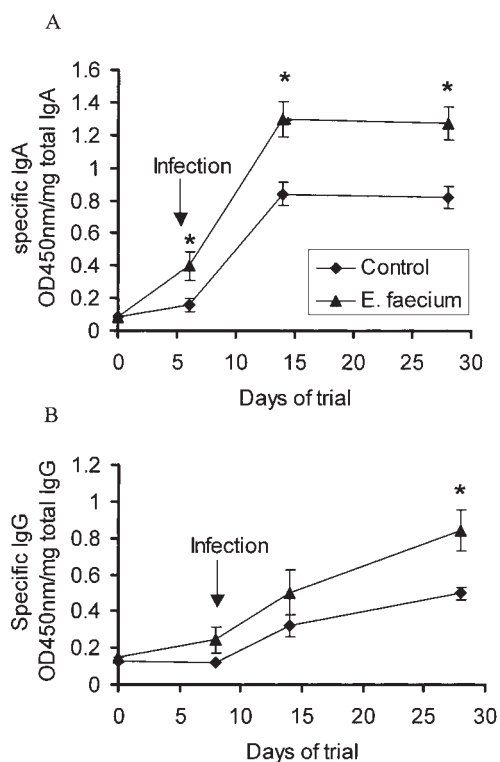 A
specific IgA
OD450nm/mg total IgA
1.6
1.4
1.2
1
0.8
0.6
0.4
0.2
0
Infection
*
*
*
Control
E. faecium
0 5 10 15 20 25 30
Days of trial
B
Specific IgG
OD450nm/mg total IgG
1.2
1
0.8
0.6
0.4
0.2
0
Infection
*
0 5 10 15 20 25 30
Days of trial